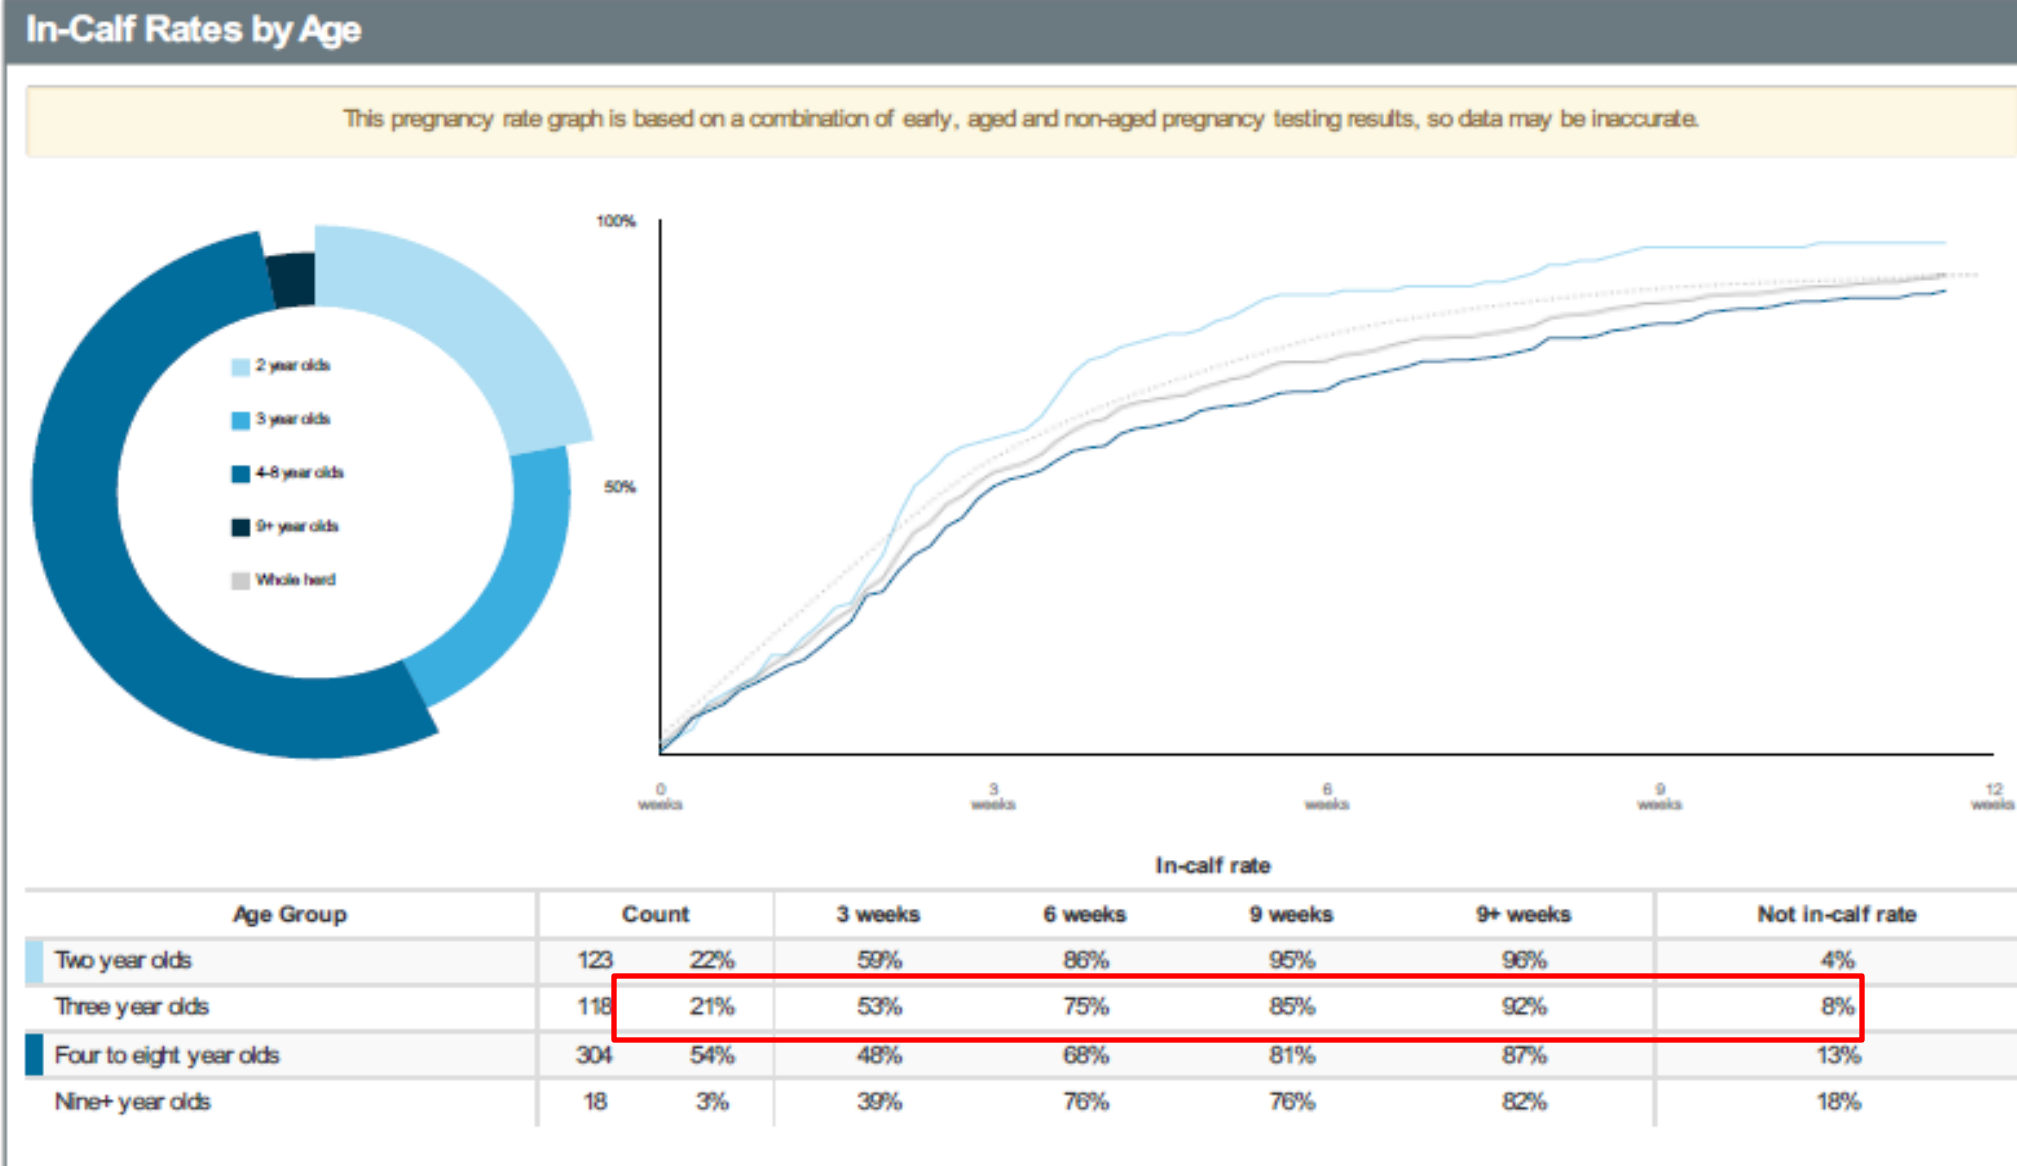 In-Calf Rates by Age
This pregnancy rate graph is based on a combination of early, aged and non-aged pregnancy testing results, so data may be inaccurate.
2 year olds
3 year olds
4-8 year olds
9+ year olds
Whole herd
100%
50%
0 weeks
3 weeks
6 weeks
9 weeks
12 weeks
In-calf rate
Age Group Count 3 weeks 6 weeks 9 weeks 9+ weeks Not in-calf rate
Two year olds 123 22% 59% 86% 95% 96% 4%
Three year olds 118 21% 53% 75% 85% 92% 8%
Four to eight year olds 304 54% 48% 68% 81% 87% 13%
Nine+ year olds 18 3% 39% 76% 76% 82% 18%